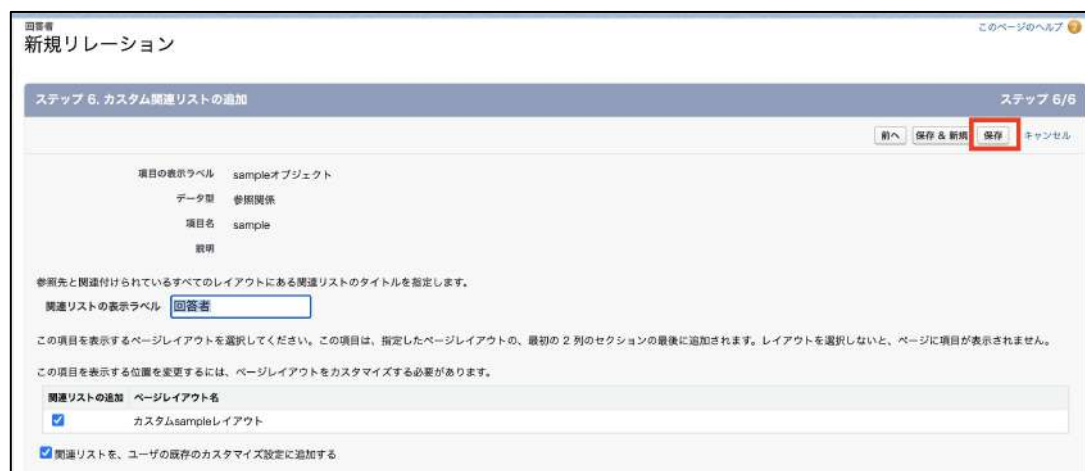 回答者
新規リレーション
このページのヘルプ
ステップ 6. カスタム関連リストの追加
ステップ 6/6
前へ 保存 & 新規 保存 キャンセル
項目の表示ラベル sampleオブジェクト
データ型 参照関係
項目名 sample
説明
参照先と関連付けられているすべてのレイアウトにある関連リストのタイトルを指定します。
関連リストの表示ラベル 回答者
この項目を表示するページレイアウトを選択してください。この項目は、指定したページレイアウトの、最初の 2 列のセクションの最後に追加されます。レイアウトを選択しないと、ページに項目が表示されません。
この項目を表示する位置を変更するには、ページレイアウトをカスタマイズする必要があります。
関連リストの追加 ページレイアウト名
カスタムsampleレイアウト
関連リストを、ユーザの既存のカスタマイズ設定に追加する